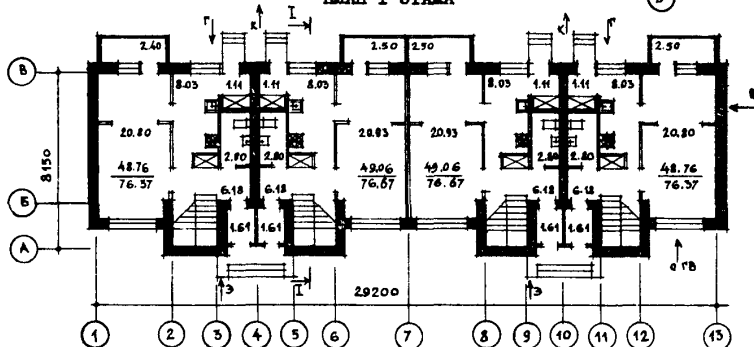 ПЛАН 1 ЭТАЖА
Г К I К Г
2.40 2.50 2.50 2.50
В 8.03 1.11 1.11 8.03 8.03 1.11 1.11 8.03
В
20.80 20.83 20.93 20.80
8150
2.80 2.80 2.80 2.80
48.76 49.06 49.06 48.76
76.37 76.67 76.67 76.37
Б 6.18 6.18 6.18 6.18
1.61 1.61 1.61 1.61
А
Э I Э 0 ГВ
29200
1 2 3 4 5 6 7 8 9 10 11 12 13